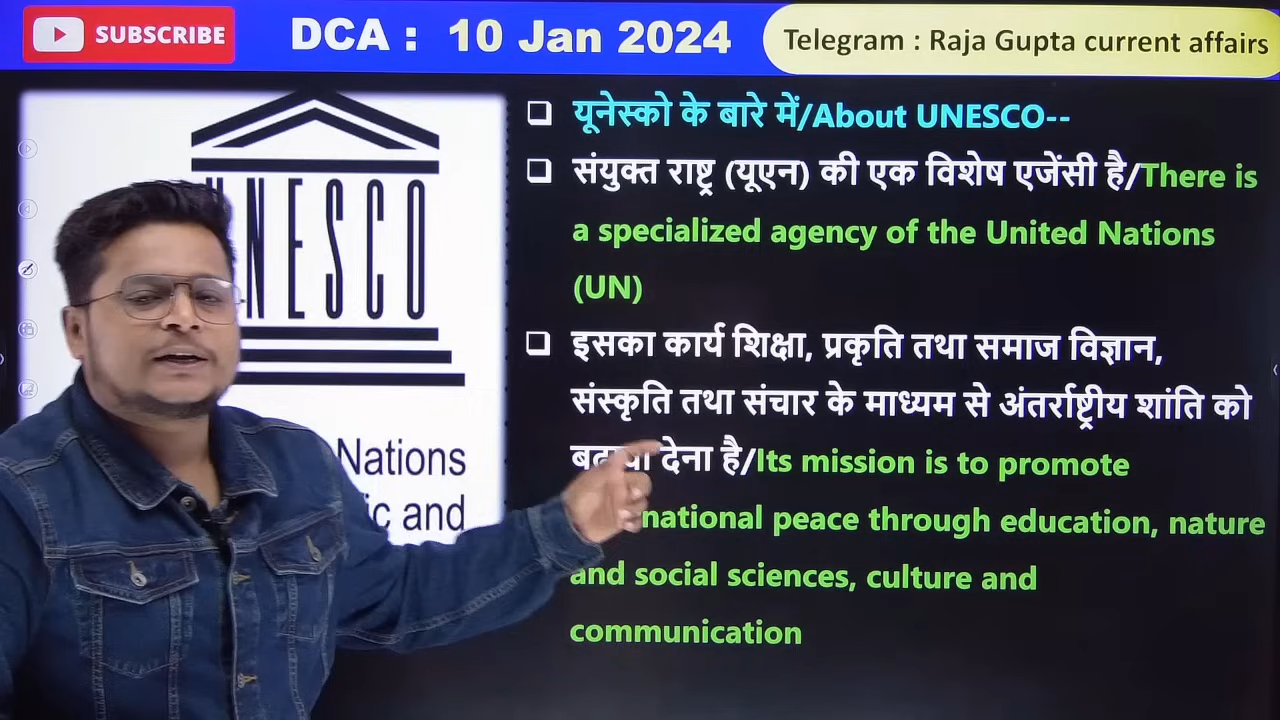 SUBSCRIBE
DCA : 10 Jan 2024
Telegram : Raja Gupta current affairs
UNESCO
Nations
and
यूनेस्को के बारे में/About UNESCO--
संयुक्त राष्ट्र (यूएन) की एक विशेष एजेंसी है/There is
a specialized agency of the United Nations
(UN)
इसका कार्य शिक्षा, प्रकृति तथा समाज विज्ञान,
संस्कृति तथा संचार के माध्यम से अंतर्राष्ट्रीय शांति को
देना है/Its mission is to promote
national peace through education, nature
and social sciences, culture and
communication